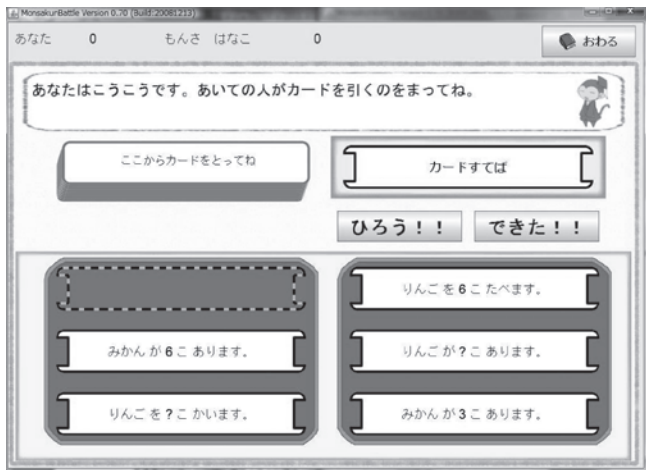 MonsakurBattle Version 0.70 (Build:20081213)
あなた 0 もんさ はなこ 0 おわる
あなたはこうこうです。あいての人がカードを引くのをまってね。
ここからカードをとってね カードすてば
ひろう!! できた!!
りんご を 6 こ たべます。
みかん が 6 こ あります。 りんご が ? こ あります。
りんご を ? こ かいます。 みかん が 3 こ あります。